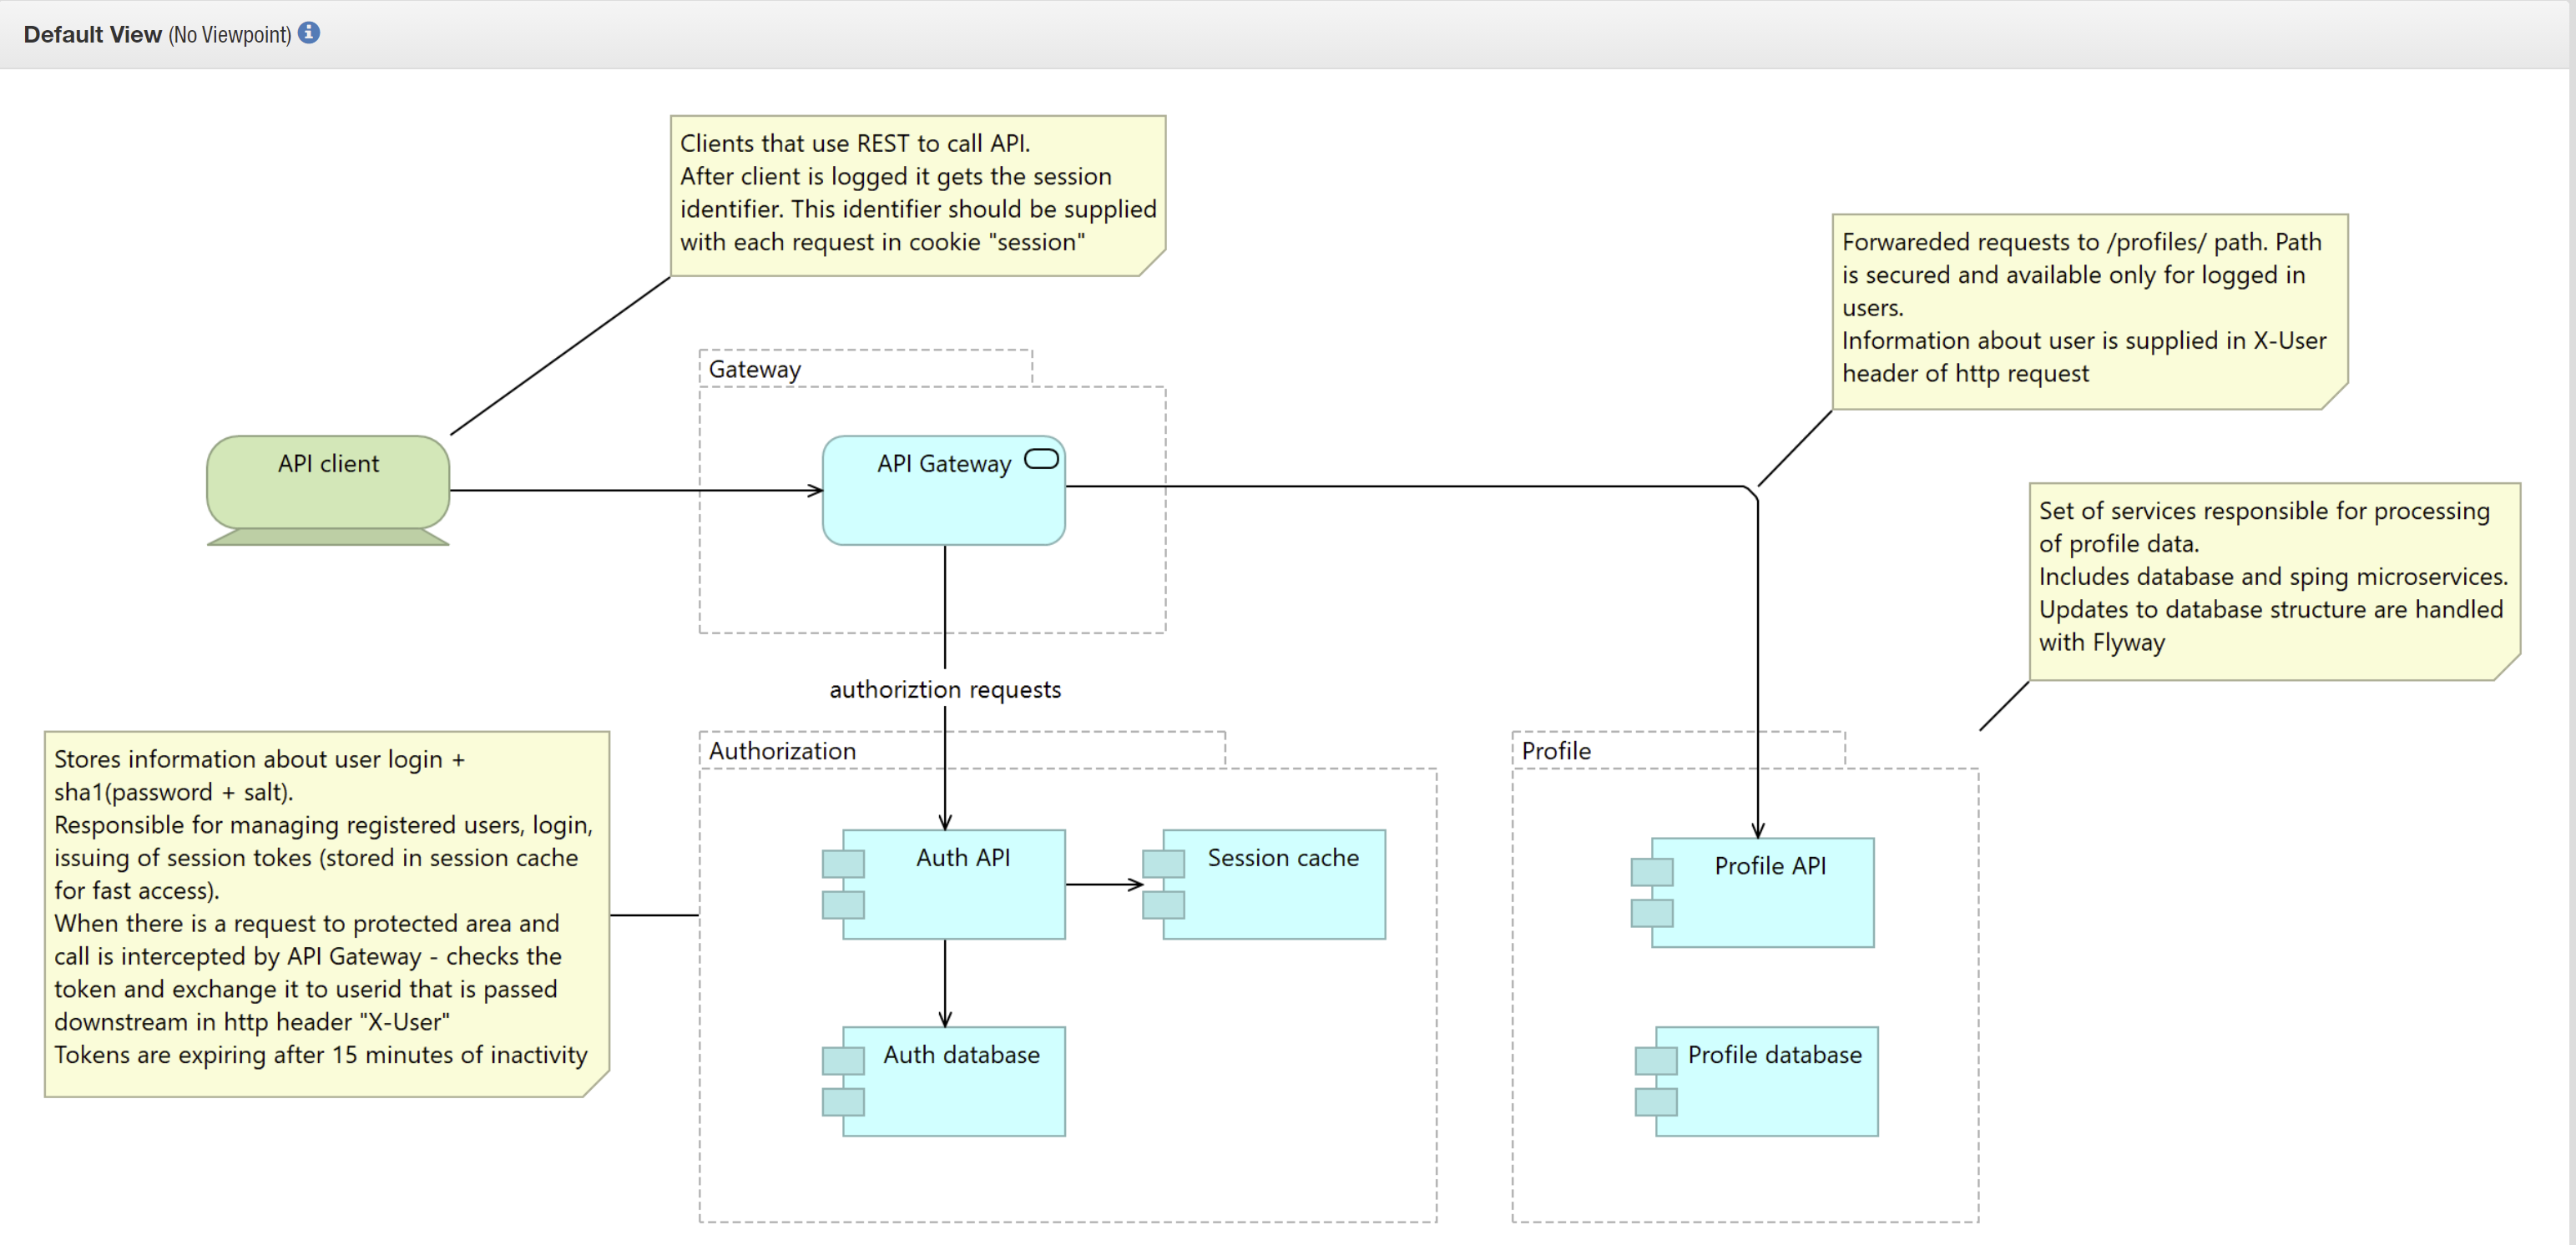 Default View (No Viewpoint)
Clients that use REST to call API.
After client is logged it gets the session
identifier. This identifier should be supplied
with each request in cookie "session"
Forwareded requests to /profiles/ path. Path
is secured and available only for logged in
users.
Information about user is supplied in X-User
header of http request
Gateway
API client
API Gateway
Set of services responsible for processing
of profile data.
Includes database and sping microservices.
Updates to database structure are handled
with Flyway
authoriztion requests
Stores information about user login +
sha1(password + salt).
Responsible for managing registered users, login,
issuing of session tokes (stored in session cache
for fast access).
When there is a request to protected area and
call is intercepted by API Gateway - checks the
token and exchange it to userid that is passed
downstream in http header "X-User"
Tokens are expiring after 15 minutes of inactivity
Authorization
Auth API
Session cache
Auth database
Profile
Profile API
Profile database